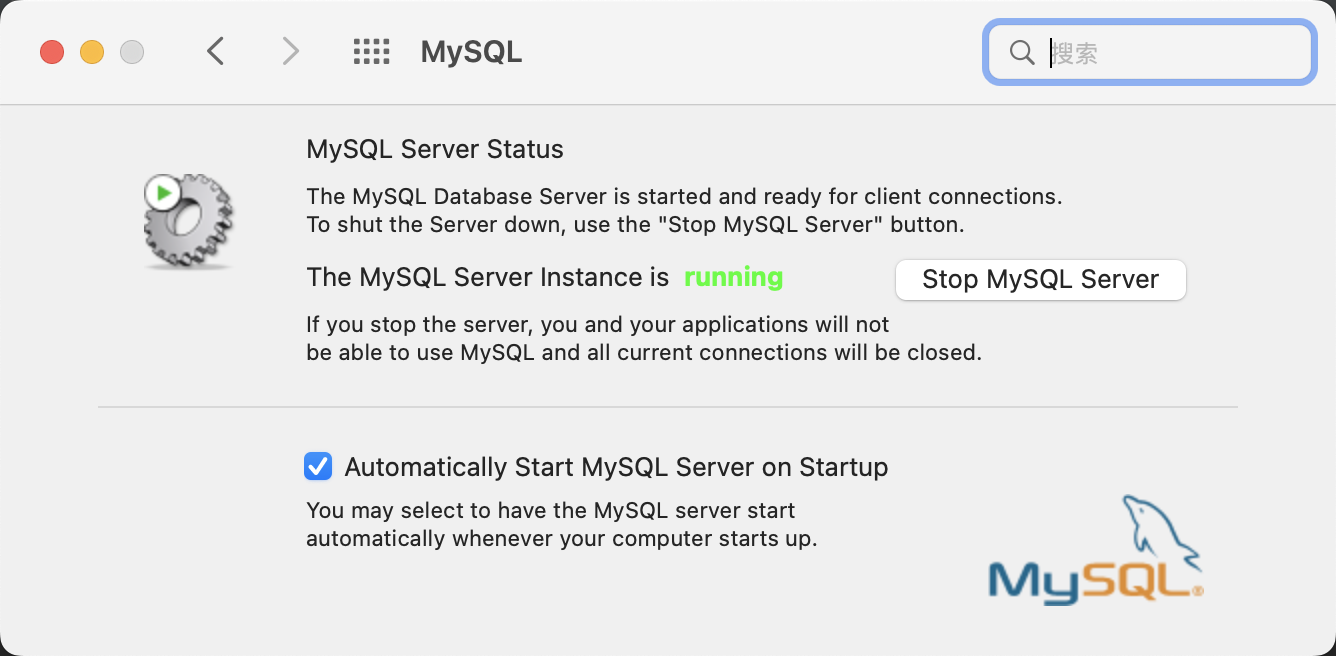 MySQL
搜索
MySQL Server Status
The MySQL Database Server is started and ready for client connections.
To shut the Server down, use the "Stop MySQL Server" button.
The MySQL Server Instance is running
Stop MySQL Server
If you stop the server, you and your applications will not
be able to use MySQL and all current connections will be closed.
Automatically Start MySQL Server on Startup
You may select to have the MySQL server start
automatically whenever your computer starts up.
MySQL®